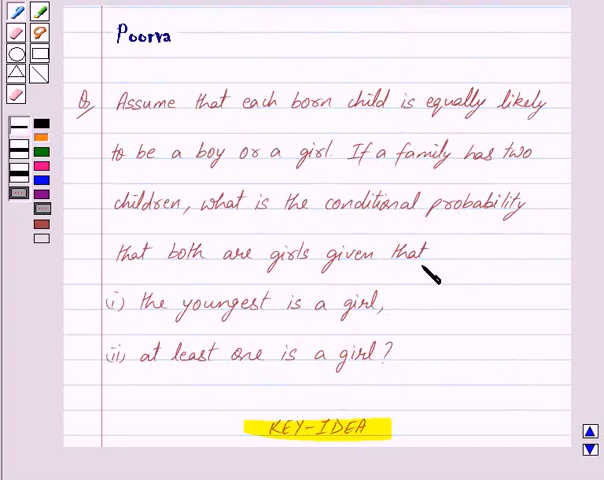 Poorva
Q. Assume that each born child is equally likely
to be a boy or a girl. If a family has two
children, what is the conditional probability
that both are girls given that
(i) the youngest is a girl,
(ii) at least one is a girl?
KEY-IDEA